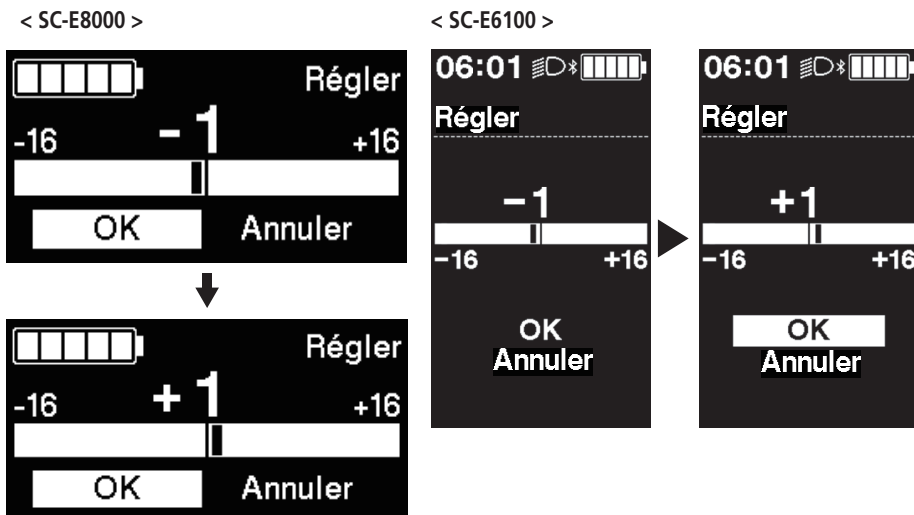 < SC-E8000 >
Régler
- 1
-16 +16
OK Annuler
Régler
+ 1
-16 +16
OK Annuler
< SC-E6100 >
06:01
Régler
-1
-16 +16
OK
Annuler
06:01
Régler
+1
-16 +16
OK
Annuler